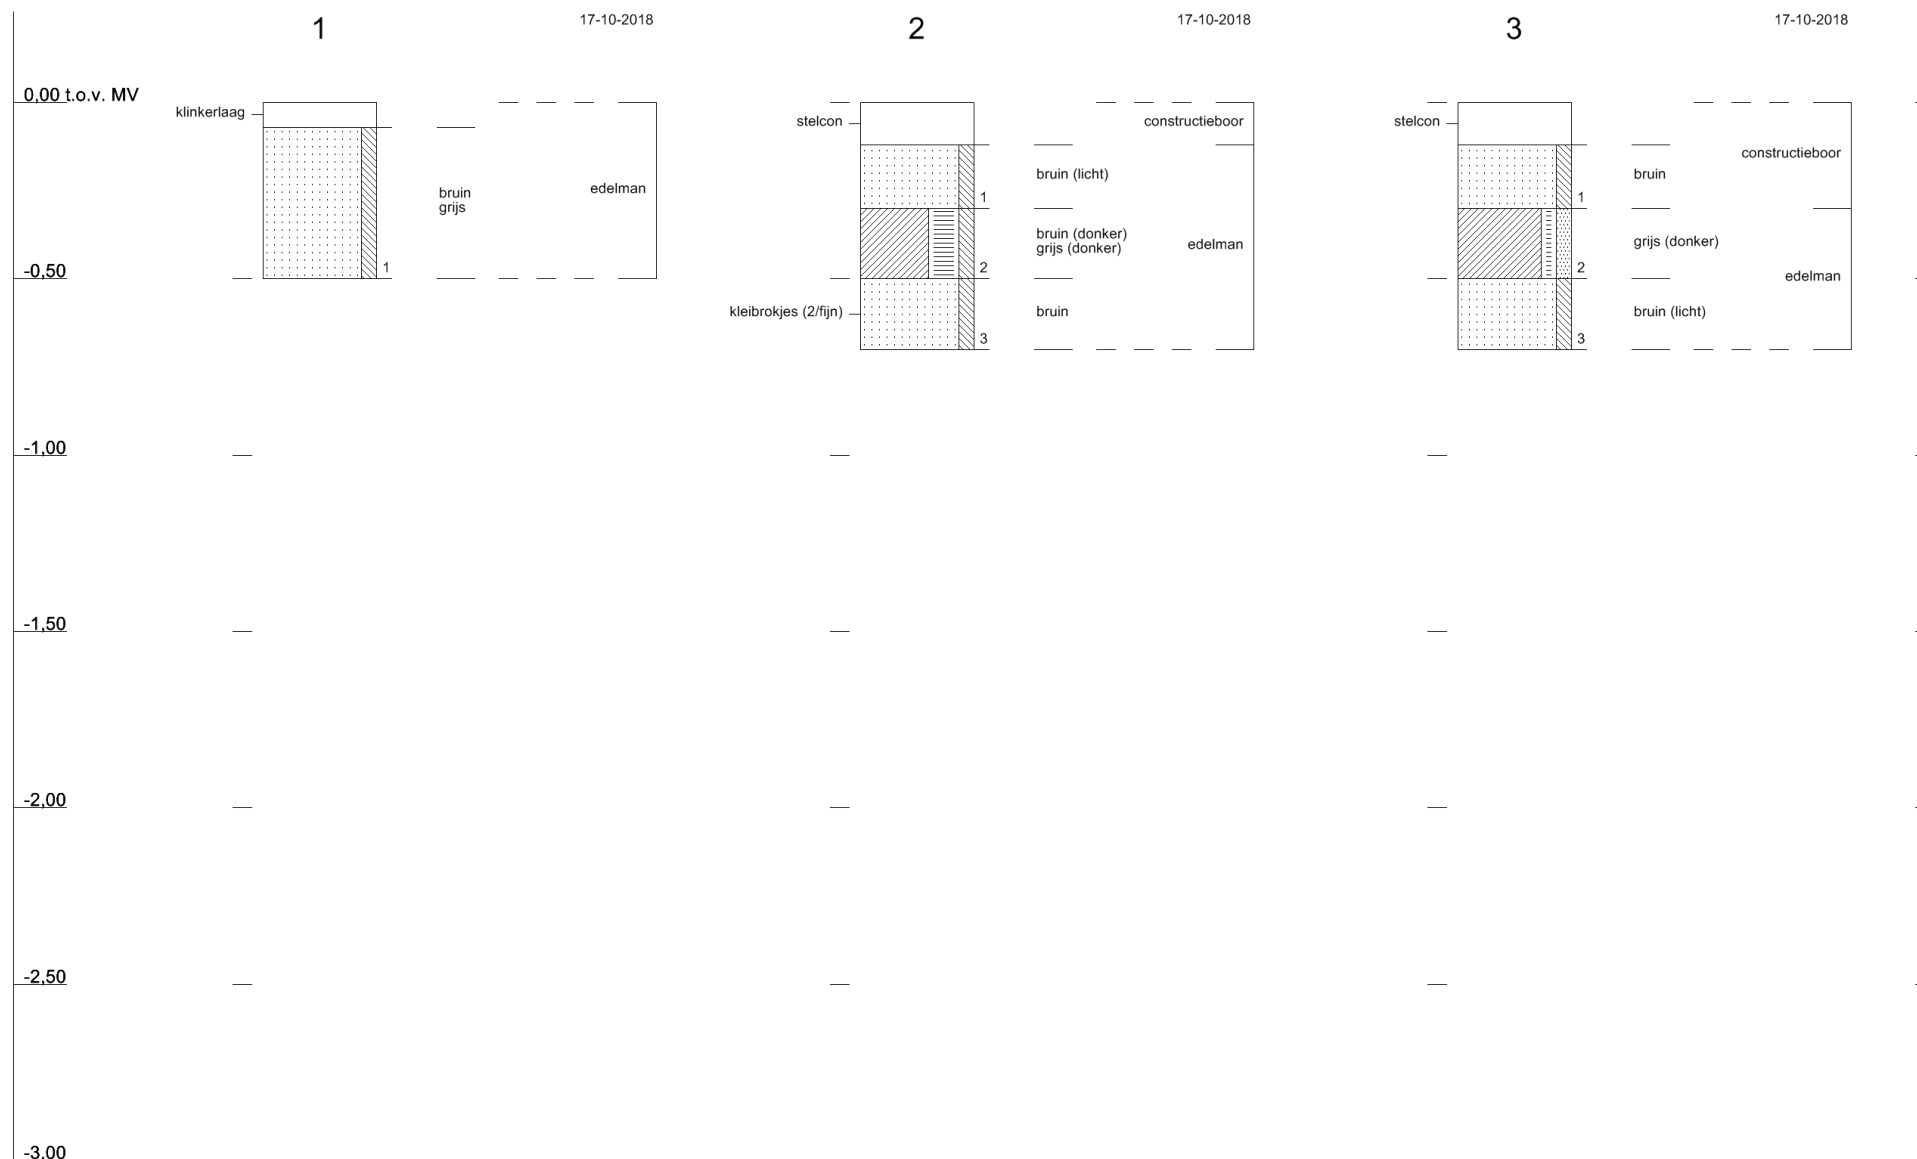 1
17-10-2018
2
17-10-2018
3
17-10-2018
0,00 t.o.v. MV
-0,50
-1,00
-1,50
-2,00
-2,50
-3,00
klinkerlaag
1
bruin
grijs
edelman
stelcon
kleibrokjes (2/fijn)
1
2
3
bruin (licht)
bruin (donker)
grijs (donker)
bruin
constructieboor
edelman
stelcon
1
2
3
bruin
grijs (donker)
bruin (licht)
constructieboor
edelman